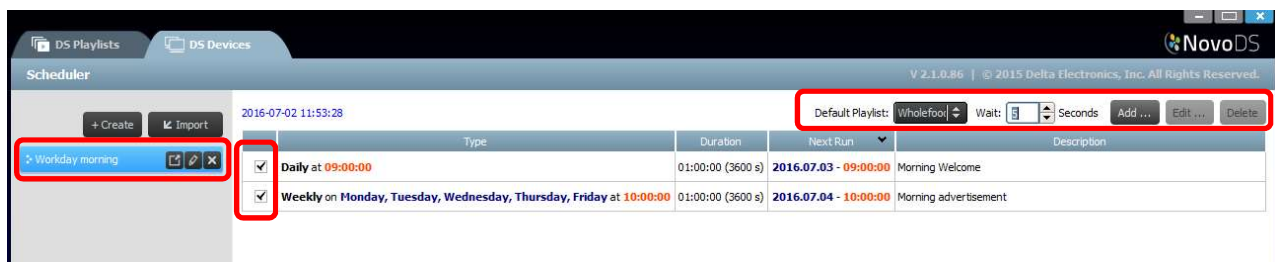 DS Playlists DS Devices NovoDS
Scheduler V 2.1.0.86 | © 2015 Delta Electronics, Inc. All Rights Reserved.
+ Create Import
2016-07-02 11:53:28 Default Playlist: Wholefood Wait: 5 Seconds Add ... Edit ... Delete
Type Duration Next Run Description
Workday morning
Daily at 09:00:00 01:00:00 (3600 s) 2016.07.03 - 09:00:00 Morning Welcome
Weekly on Monday, Tuesday, Wednesday, Thursday, Friday at 10:00:00 01:00:00 (3600 s) 2016.07.04 - 10:00:00 Morning advertisement